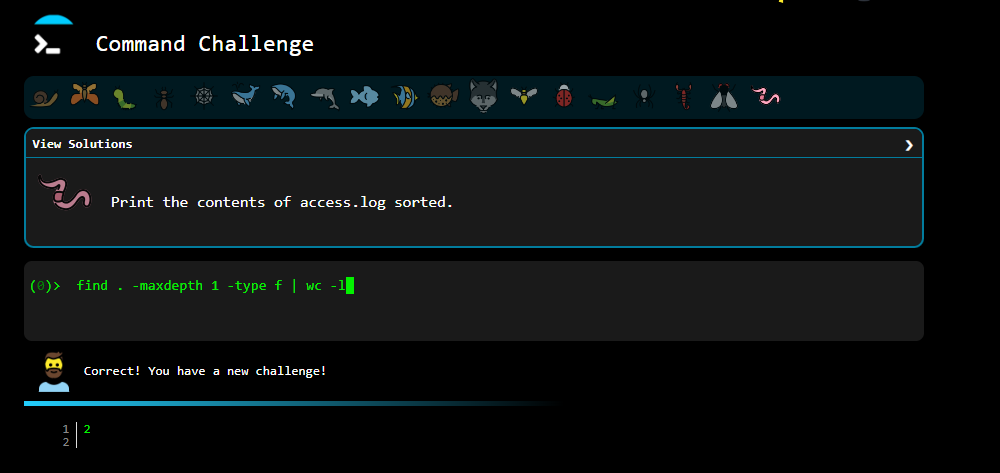 Command Challenge
View Solutions
Print the contents of access.log sorted.
(0)> find . -maxdepth 1 -type f | wc -l
Correct! You have a new challenge!
1 2
2